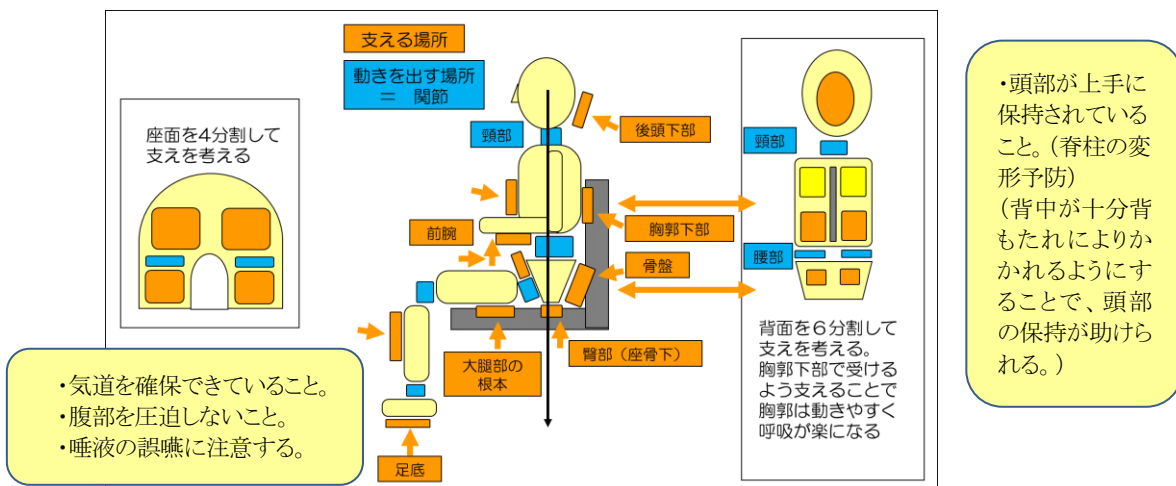 支える場所
動きを出す場所
= 関節
座面を4分割して
支えを考える
頸部
後頭下部
前腕
胸郭下部
骨盤
大腿部の
根本
臀部(座骨下)
足底
頸部
腰部
背面を6分割して
支えを考える。
胸郭下部で受ける
よう支えることで
胸郭は動きやすく
呼吸が楽になる
・気道を確保できていること。
・腹部を圧迫しないこと。
・唾液の誤嚥に注意する。
・頭部が上手に
保持されている
こと。(脊柱の変
形予防)
(背中が十分背
もたれによりか
かれるようにす
ることで、頭部
の保持が助けら
れる。)